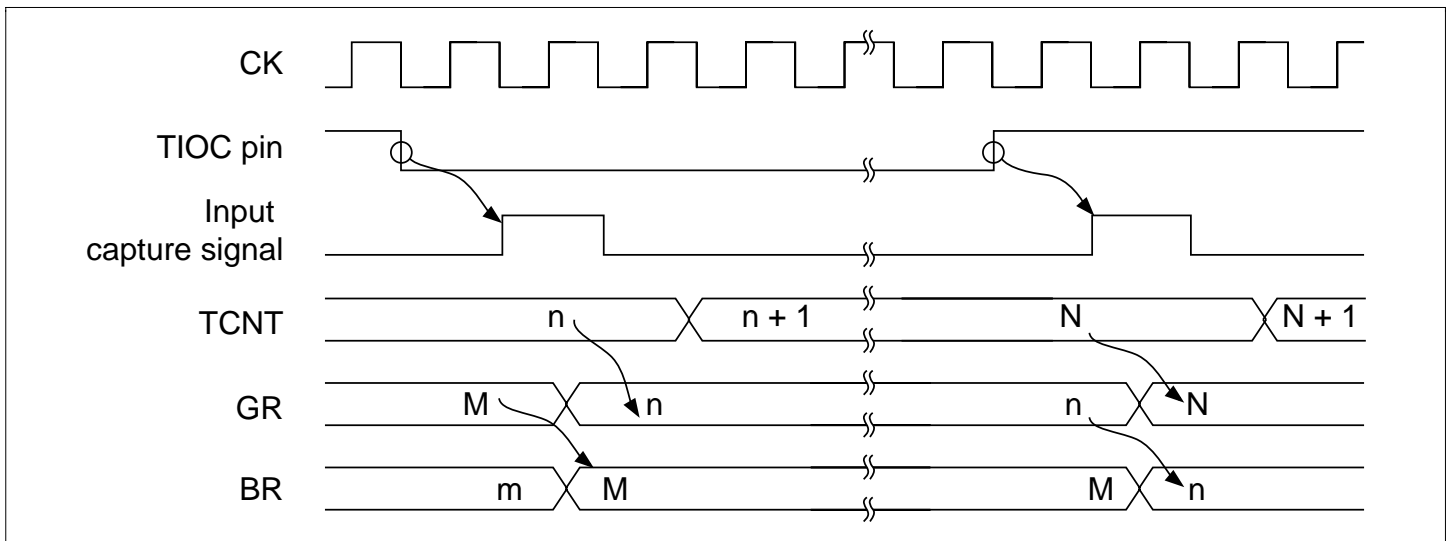 CK
TIOC pin
Input
capture signal
TCNT n n + 1 N N + 1
GR M n n N
BR m M M n